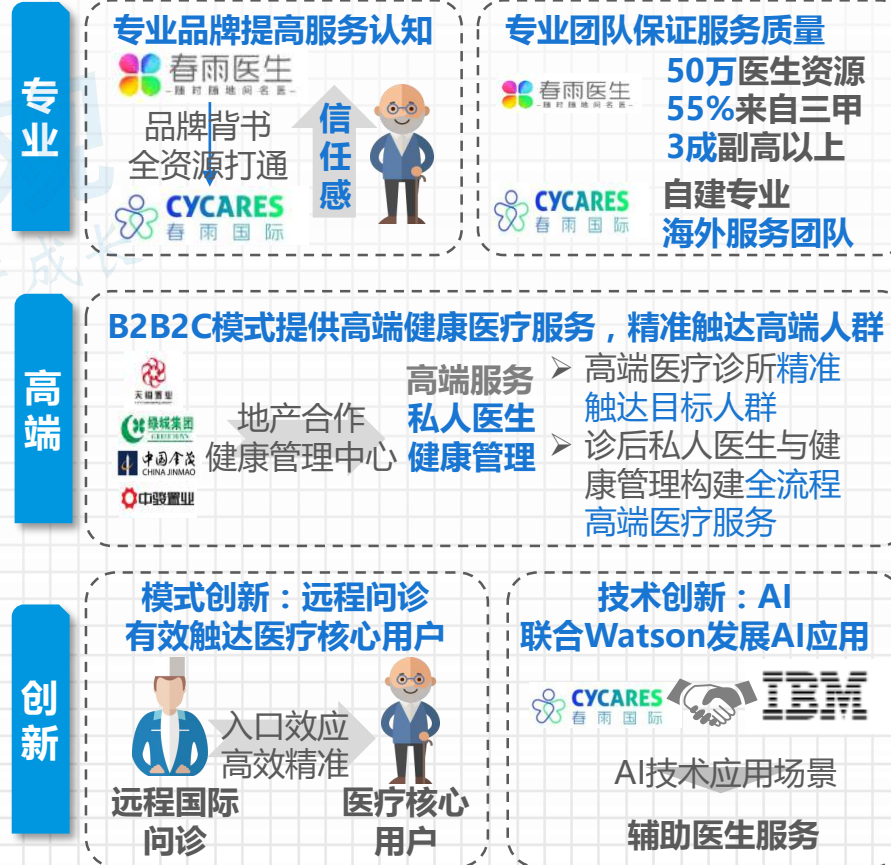 专业
专业品牌提高服务认知
春雨医生
-随时随地问名医-
品牌背书
全资源打通
信任感
CYCARES
春雨国际
专业团队保证服务质量
春雨医生
-随时随地问名医-
50万医生资源
55%来自三甲
3成副高以上
CYCARES
春雨国际
自建专业
海外服务团队
成长
高端
B2B2C模式提供高端健康医疗服务，精准触达高端人群
绿城集团
中国金茂
CHINA JINMAO
中骏置业
地产合作
健康管理中心
高端服务
私人医生
健康管理
➢ 高端医疗诊所精准
触达目标人群
➢ 诊后私人医生与健
康管理构建全流程
高端医疗服务
创新
模式创新：远程问诊
有效触达医疗核心用户
入口效应
高效精准
远程国际
问诊
医疗核心
用户
技术创新：AI
联合Watson发展AI应用
CYCARES
春雨国际
IBM
AI技术应用场景
辅助医生服务